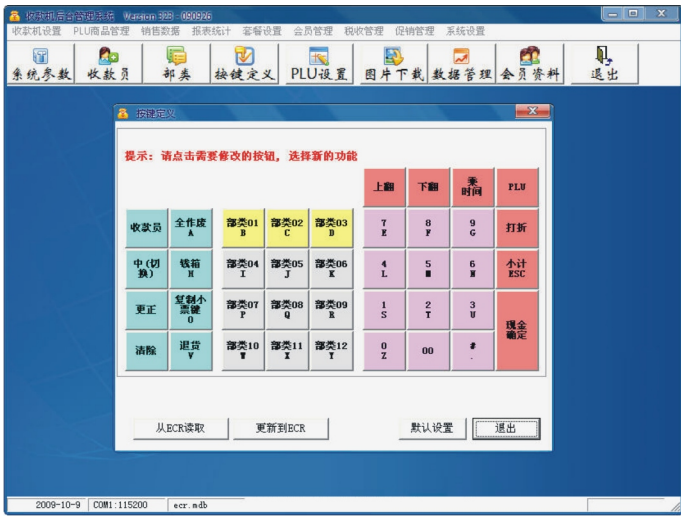 收款机后台管理系统 Version 323 - 090926
收款机设置 PLU商品管理 销售数据 报表统计 套餐设置 会员管理 税收管理 促销管理 系统设置
系统参数 收款员 部类 按键定义 PLU设置 图片下载 数据管理 会员资料 退出
按键定义
提示: 请点击需要修改的按钮, 选择新的功能
上翻 下翻 乘 PLU
时间
收款员 全作废 部类01 部类02 部类03 7 8 9 打折
A B C D E F G
中(切 钱箱 部类04 部类05 部类06 4 5 6 小计
换) H I J K L M N ESC
更正 复制小 部类07 部类08 部类09 1 2 3 现金
票键 P Q R S T U 确定
O
清除 退货 部类10 部类11 部类12 0 00 #
V W X Y Z .
从ECR读取 更新到ECR 默认设置 退出
2009-10-9 COM1:115200 ecr.mdb